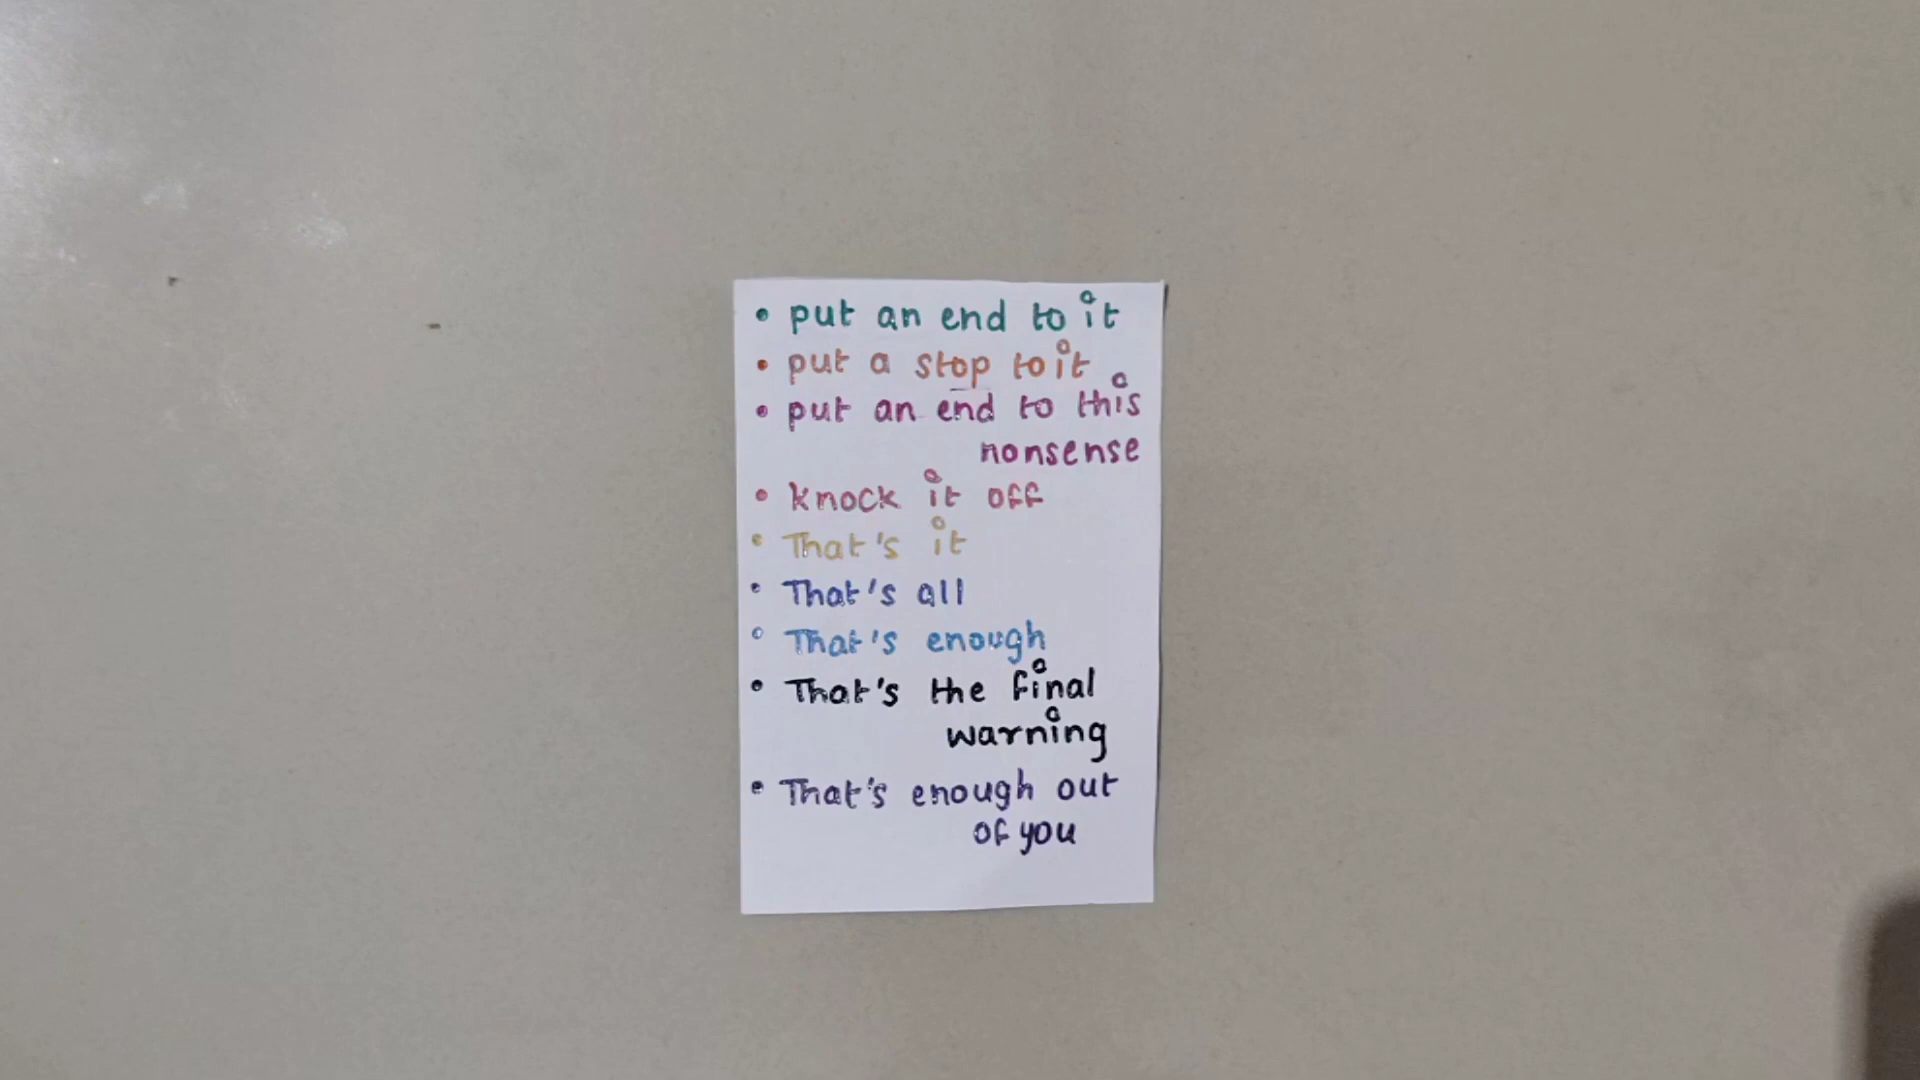 • put an end to it
• put a stop to it
• put an end to this
nonsense
• knock it off
• That's it
• That's all
• That's enough
• That's the final
warning
• That's enough out
of you